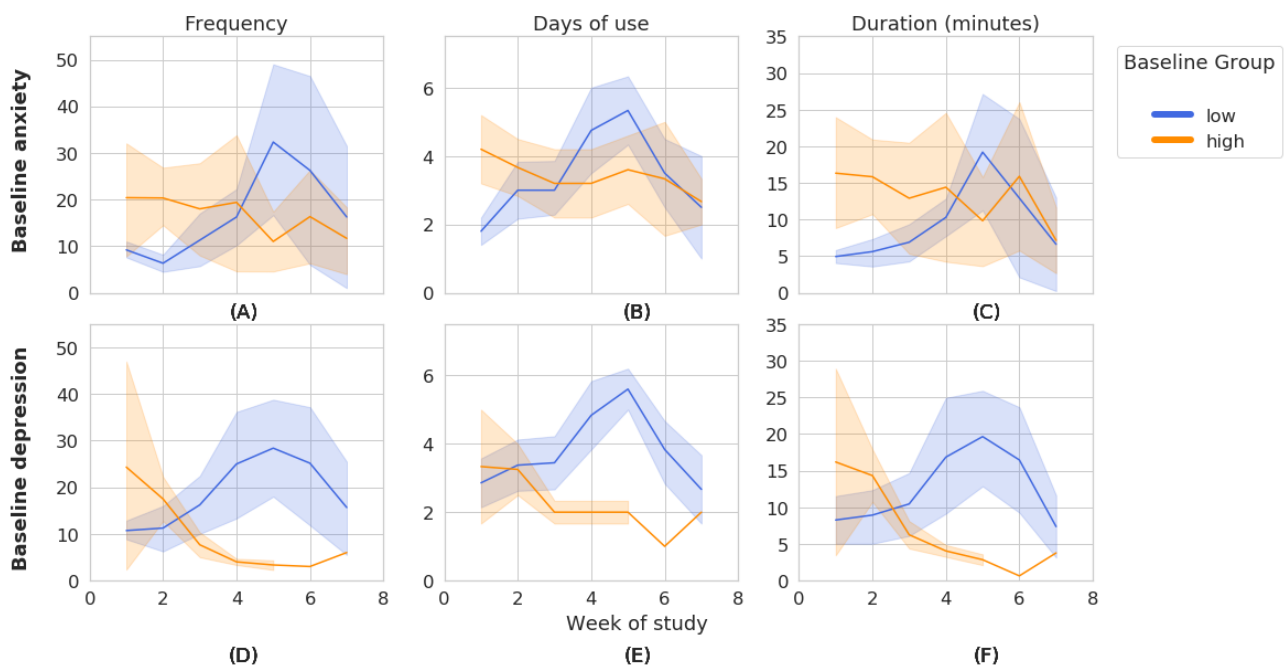 Frequency
Days of use
Duration (minutes)
Baseline Group
low
high
Baseline anxiety
50
40
30
20
10
0
6
4
2
0
35
30
25
20
15
10
5
0
(A)
(B)
(C)
Baseline depression
50
40
30
20
10
0
6
4
2
0
35
30
25
20
15
10
5
0
0 2 4 6 8
0 2 4 6 8
0 2 4 6 8
Week of study
(D)
(E)
(F)